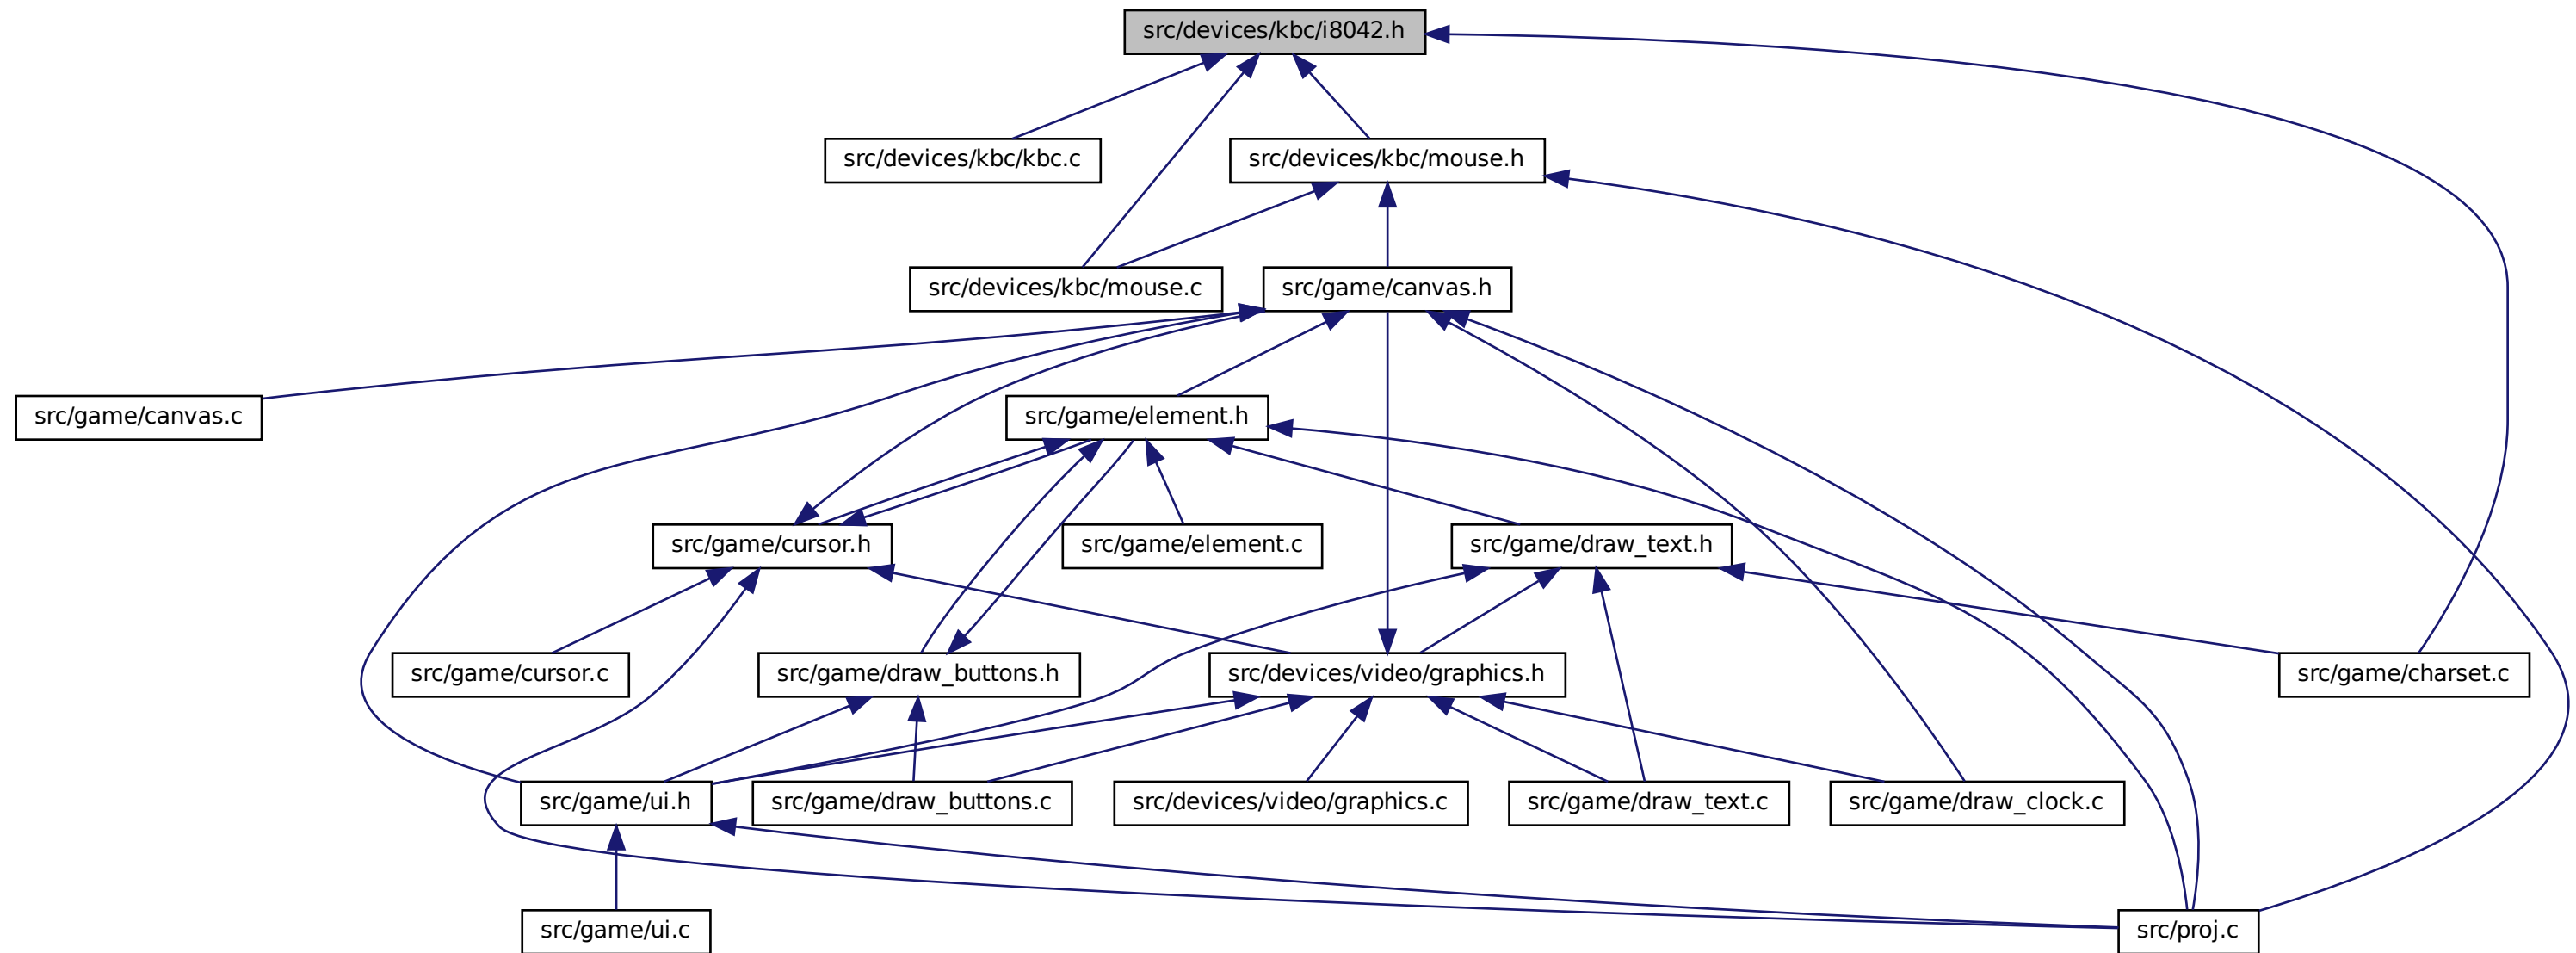 src/devices/kbc/i8042.h
src/devices/kbc/kbc.c
src/devices/kbc/mouse.h
src/devices/kbc/mouse.c
src/game/canvas.h
src/game/canvas.c
src/game/element.h
src/game/cursor.h
src/game/element.c
src/game/draw_text.h
src/game/cursor.c
src/game/draw_buttons.h
src/devices/video/graphics.h
src/game/charset.c
src/game/ui.h
src/game/draw_buttons.c
src/devices/video/graphics.c
src/game/draw_text.c
src/game/draw_clock.c
src/game/ui.c
src/proj.c